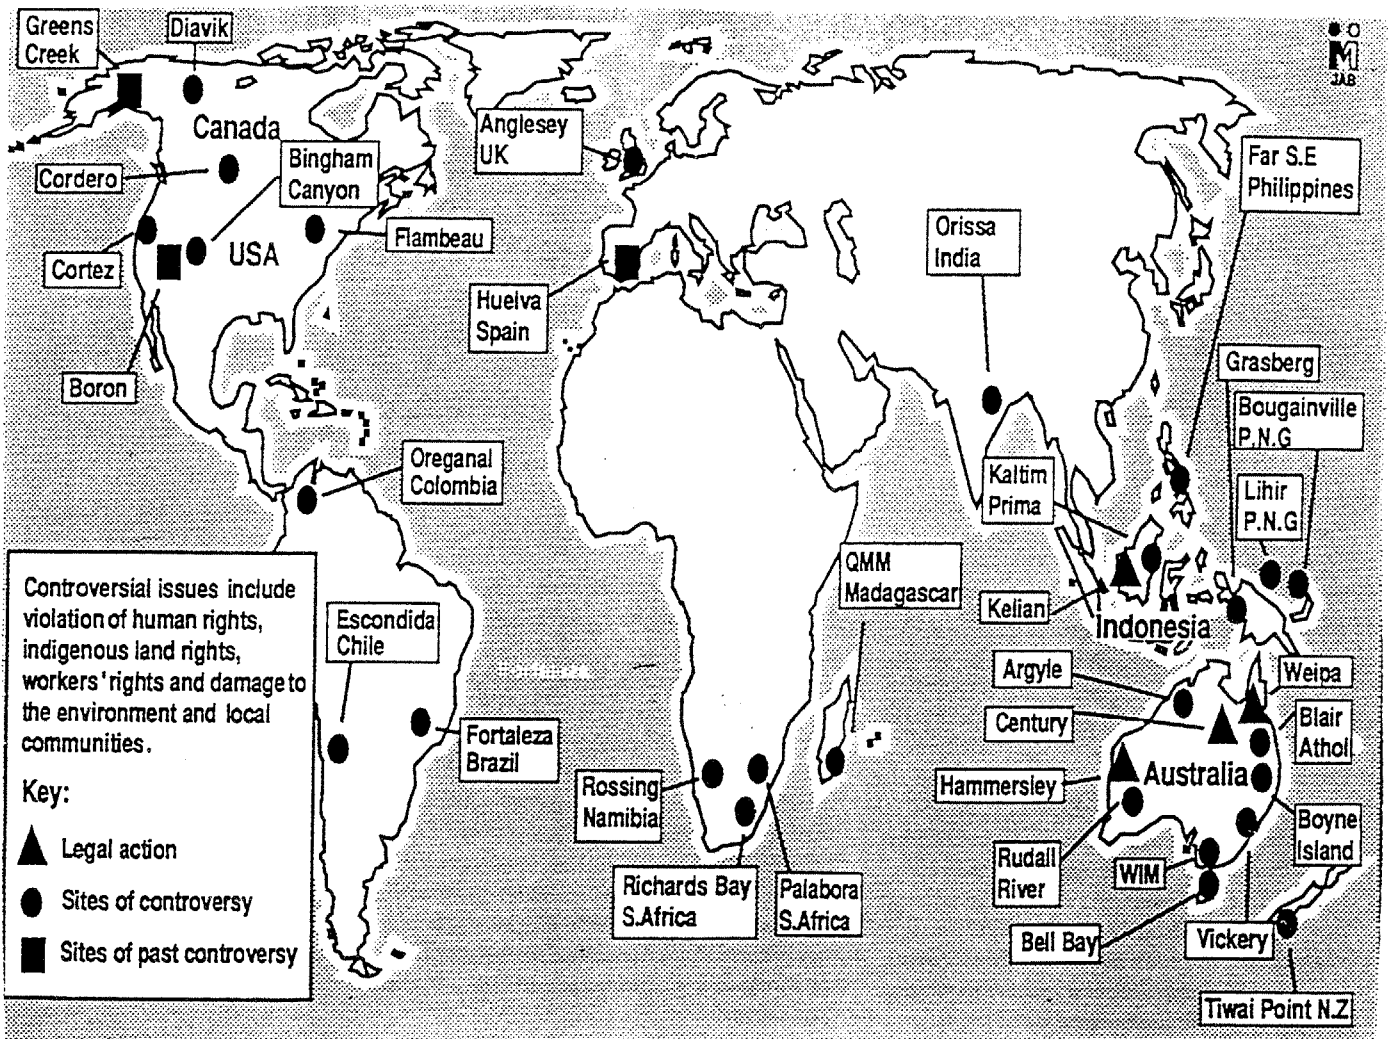 Greens
Creek
Diavik
M
JAB
Canada
Anglesey
UK
Bingham
Canyon
Far S.E
Philippines
Cordero
Flambeau
USA
Orissa
India
Cortez
Huelva
Spain
Boron
Grasberg
Bougainville
P.N.G
Oreganal
Colombia
Kaltim
Prima
Lihir
P.N.G
QMM
Madagascar
Kelian
Indonesia
Controversial issues include
violation of human rights,
indigenous land rights,
workers' rights and damage to
the environment and local
communities.
Key:
Legal action
Sites of controversy
Sites of past controversy
Escondida
Chile
Fortaleza
Brazil
Argyle
Weipa
Century
Blair
Athol
Hammersley
Australia
Rossing
Namibia
Boyne
Island
Rudall
River
WIM
Richards Bay
S.Africa
Palabora
S.Africa
Bell Bay
Vickery
Tiwai Point N.Z